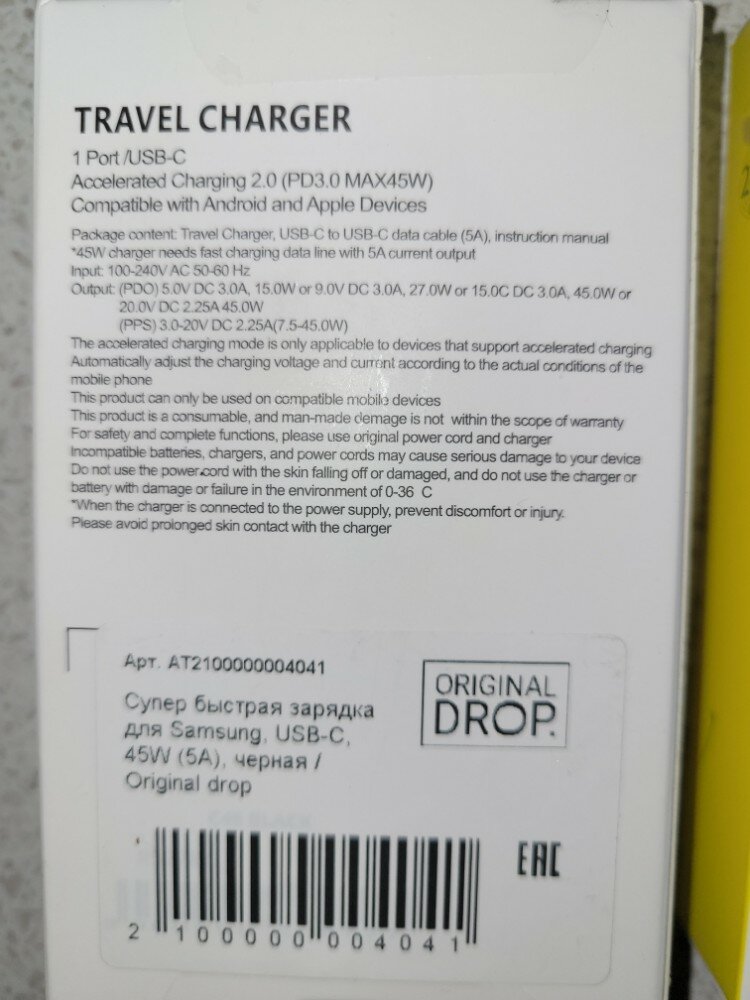 TRAVEL CHARGER
1 Port /USB-C
Accelerated Charging 2.0 (PD3.0 MAX45W)
Compatible with Android and Apple Devices
Package content: Travel Charger, USB-C to USB-C data cable (5A), instruction manual
*45W charger needs fast charging data line with 5A current output
Input: 100-240V AC 50-60 Hz
Output: (PDO) 5.0V DC 3.0A, 15.0W or 9.0V DC 3.0A, 27.0W or 15.0C DC 3.0A, 45.0W or
20.0V DC 2.25A 45.0W
(PPS) 3.0-20V DC 2.25A(7.5-45.0W)
The accelerated charging mode is only applicable to devices that support accelerated charging
Automatically adjust the charging voltage and current according to the actual conditions of the
mobile phone
This product can only be used on compatible mobile devices
This product is a consumable, and man-made demage is not within the scope of warranty
For safety and complete functions, please use original power cord and charger
Incompatible batteries, chargers, and power cords may cause serious damage to your device
Do not use the power.cord with the skin falling off or damaged, and do not use the charger or
battery with damage or failure in the environment of 0-36 C
*When the charger is connected to the power supply, prevent discomfort or injury.
Please avoid prolonged skin contact with the charger
Арт. AT2100000004041
Супер быстрая зарядка
для Samsung, USB-C,
45W (5A), черная /
Original drop
ORIGINAL
DROP.
EAC
2 100000 004041